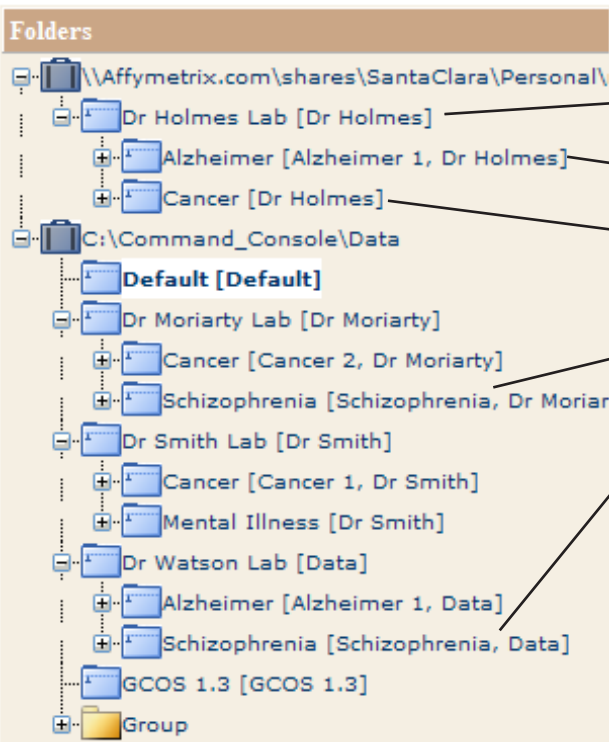 Folders
\\Affymetrix.com\shares\SantaClara\Personal\
Dr Holmes Lab [Dr Holmes]
Alzheimer [Alzheimer 1, Dr Holmes]
Cancer [Dr Holmes]
C:\Command_Console\Data
Default [Default]
Dr Moriarty Lab [Dr Moriarty]
Cancer [Cancer 2, Dr Moriarty]
Schizophrenia [Schizophrenia, Dr Moriar
Dr Smith Lab [Dr Smith]
Cancer [Cancer 1, Dr Smith]
Mental Illness [Dr Smith]
Dr Watson Lab [Data]
Alzheimer [Alzheimer 1, Data]
Schizophrenia [Schizophrenia, Data]
GCOS 1.3 [GCOS 1.3]
Group